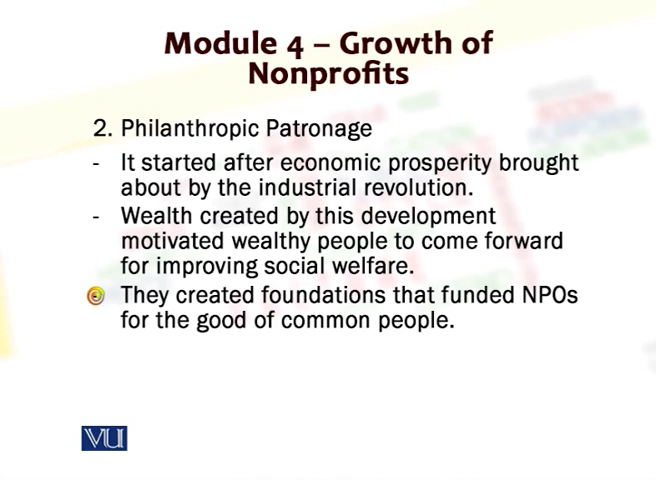 Module 4 – Growth of
Nonprofits
2. Philanthropic Patronage
- It started after economic prosperity brought
about by the industrial revolution.
- Wealth created by this development
motivated wealthy people to come forward
for improving social welfare.
They created foundations that funded NPOs
for the good of common people.
VU